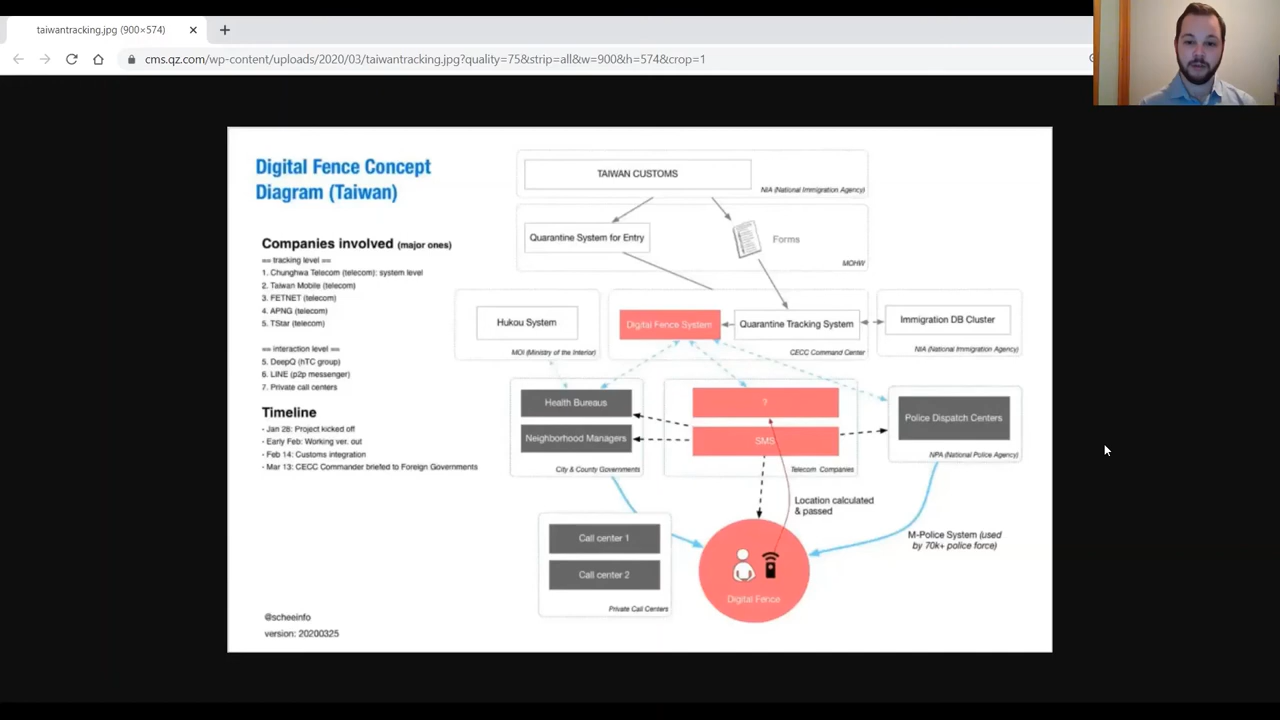 taiwantracking.jpg (900×574)
cms.qz.com/wp-content/uploads/2020/03/taiwantracking.jpg?quality=75&strip=all&w=900&h=574&crop=1
Digital Fence Concept
Diagram (Taiwan)
Companies involved (major ones)
== tracking level ==
1. Chunghwa Telecom (telecom): system level
2. Taiwan Mobile (telecom)
3. FETNET (telecom)
4. APNG (telecom)
5. TStar (telecom)
== interaction level ==
5. DeepQ (hTC group)
6. LINE (p2p messenger)
7. Private call centers
Timeline
- Jan 28: Project kicked off
- Early Feb: Working ver. out
- Feb 14: Customs integration
- Mar 13: CECC Commander briefed to Foreign Governments
@scheeinfo
version: 20200325
TAIWAN CUSTOMS
NIA (National Immigration Agency)
Quarantine System for Entry
Forms
MOHW
Hukou System
MOI (Ministry of the Interior)
Digital Fence System
Quarantine Tracking System
CECC Command Center
Immigration DB Cluster
NIA (National Immigration Agency)
Health Bureaus
Neighborhood Managers
City & County Governments
?
SMS
Telecom Companies
Police Dispatch Centers
NPA (National Police Agency)
Location calculated
& passed
M-Police System (used
by 70k+ police force)
Call center 1
Call center 2
Private Call Centers
Digital Fence